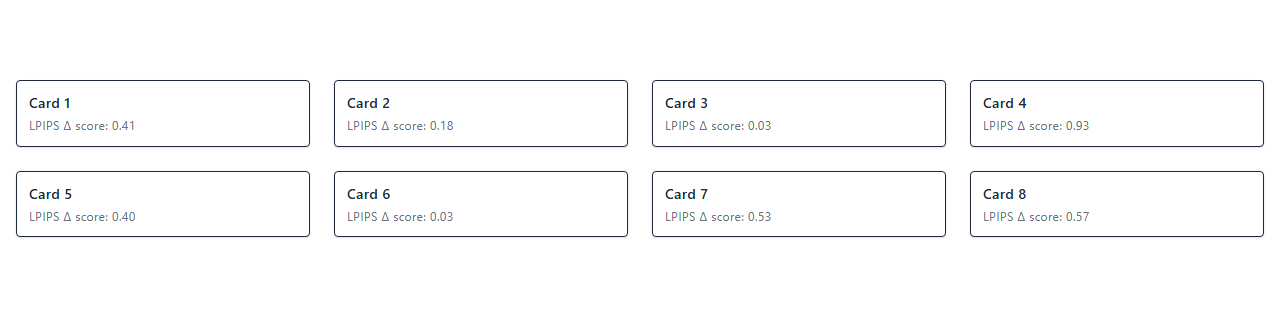 Card 1
LPIPS Δ score: 0.41
Card 2
LPIPS Δ score: 0.18
Card 3
LPIPS Δ score: 0.03
Card 4
LPIPS Δ score: 0.93
Card 5
LPIPS Δ score: 0.40
Card 6
LPIPS Δ score: 0.03
Card 7
LPIPS Δ score: 0.53
Card 8
LPIPS Δ score: 0.57